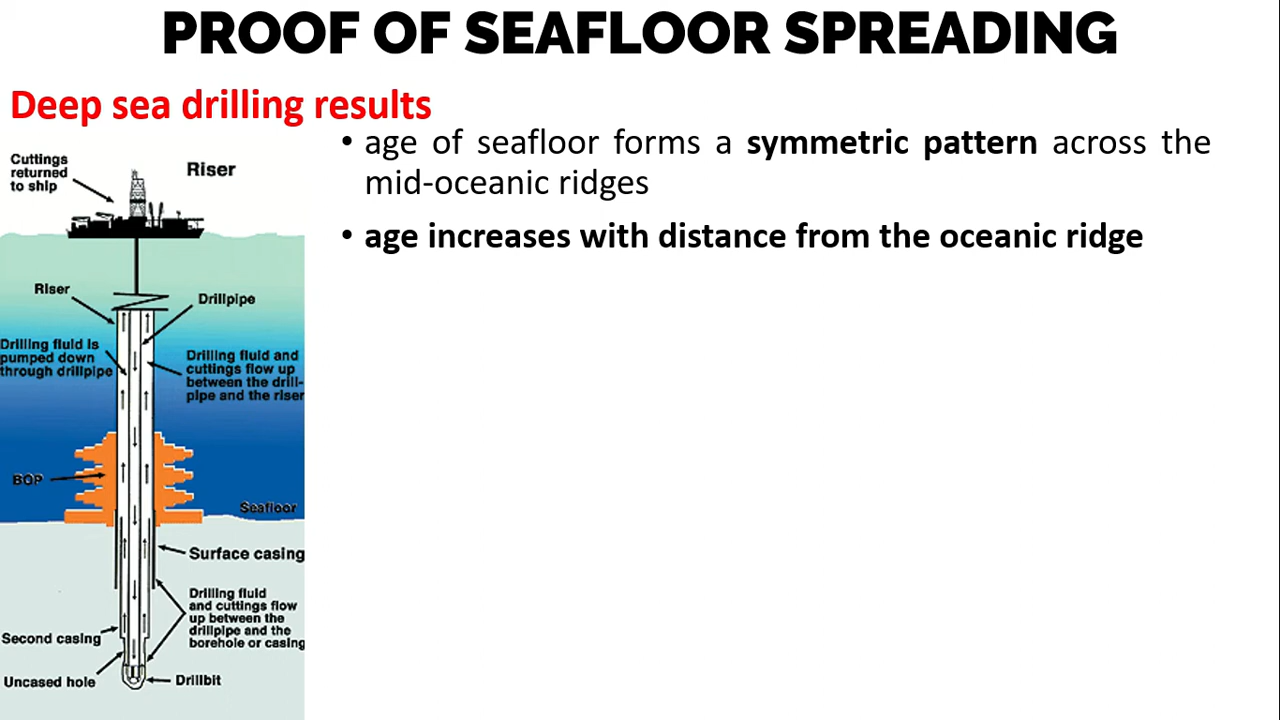 PROOF OF SEAFLOOR SPREADING
Deep sea drilling results
• age of seafloor forms a symmetric pattern across the
mid-oceanic ridges
• age increases with distance from the oceanic ridge
Cuttings
returned
to ship
Riser
Riser
Drillpipe
Drilling fluid is
pumped down
through drillpipe
Drilling fluid and
cuttings flow up
between the drill-
pipe and the riser
BOP
Seafloor
Surface casing
Drilling fluid
and cuttings flow
up between the
drillpipe and the
borehole or casing
Second casing
Uncased hole
Drillbit